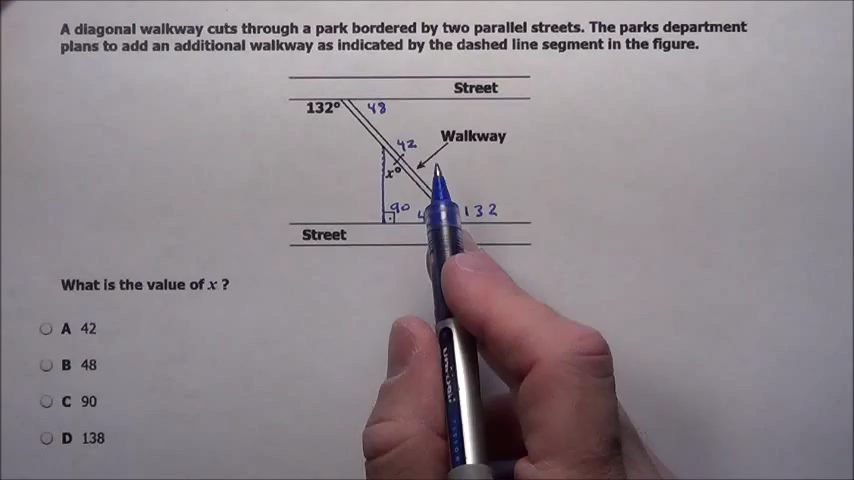 A diagonal walkway cuts through a park bordered by two parallel streets. The parks department
plans to add an additional walkway as indicated by the dashed line segment in the figure.
Street
132° 48
Walkway
42
x°
90 132
Street
What is the value of x ?
A 42
B 48
C 90
D 138